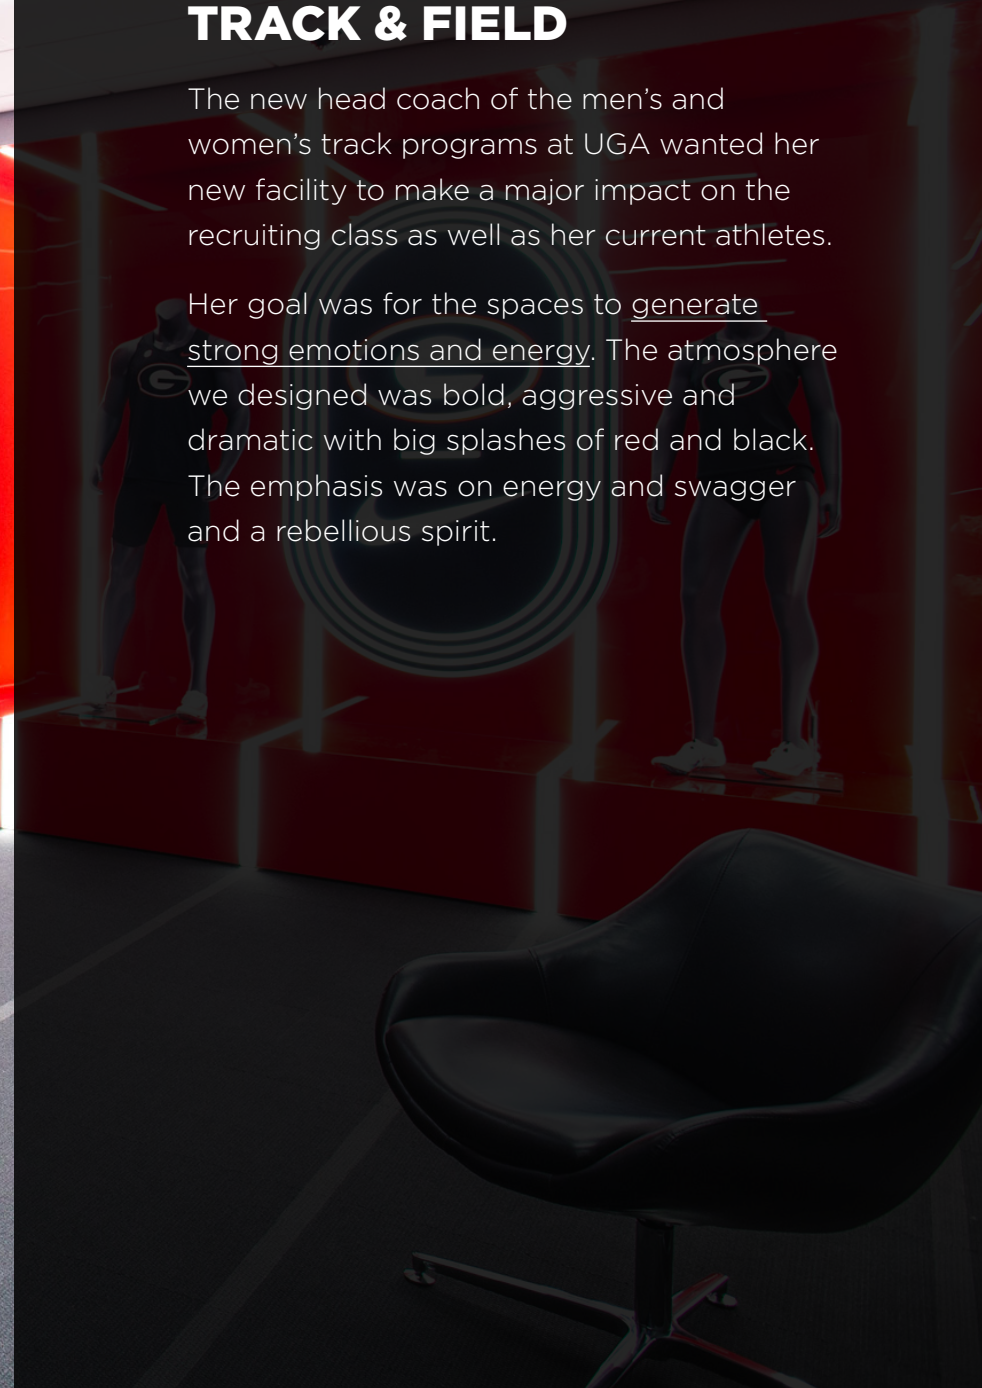 TRACK & FIELD
The new head coach of the men’s and
women’s track programs at UGA wanted her
new facility to make a major impact on the
recruiting class as well as her current athletes.
Her goal was for the spaces to generate
strong emotions and energy. The atmosphere
we designed was bold, aggressive and
dramatic with big splashes of red and black.
The emphasis was on energy and swagger
and a rebellious spirit.
G
G
G